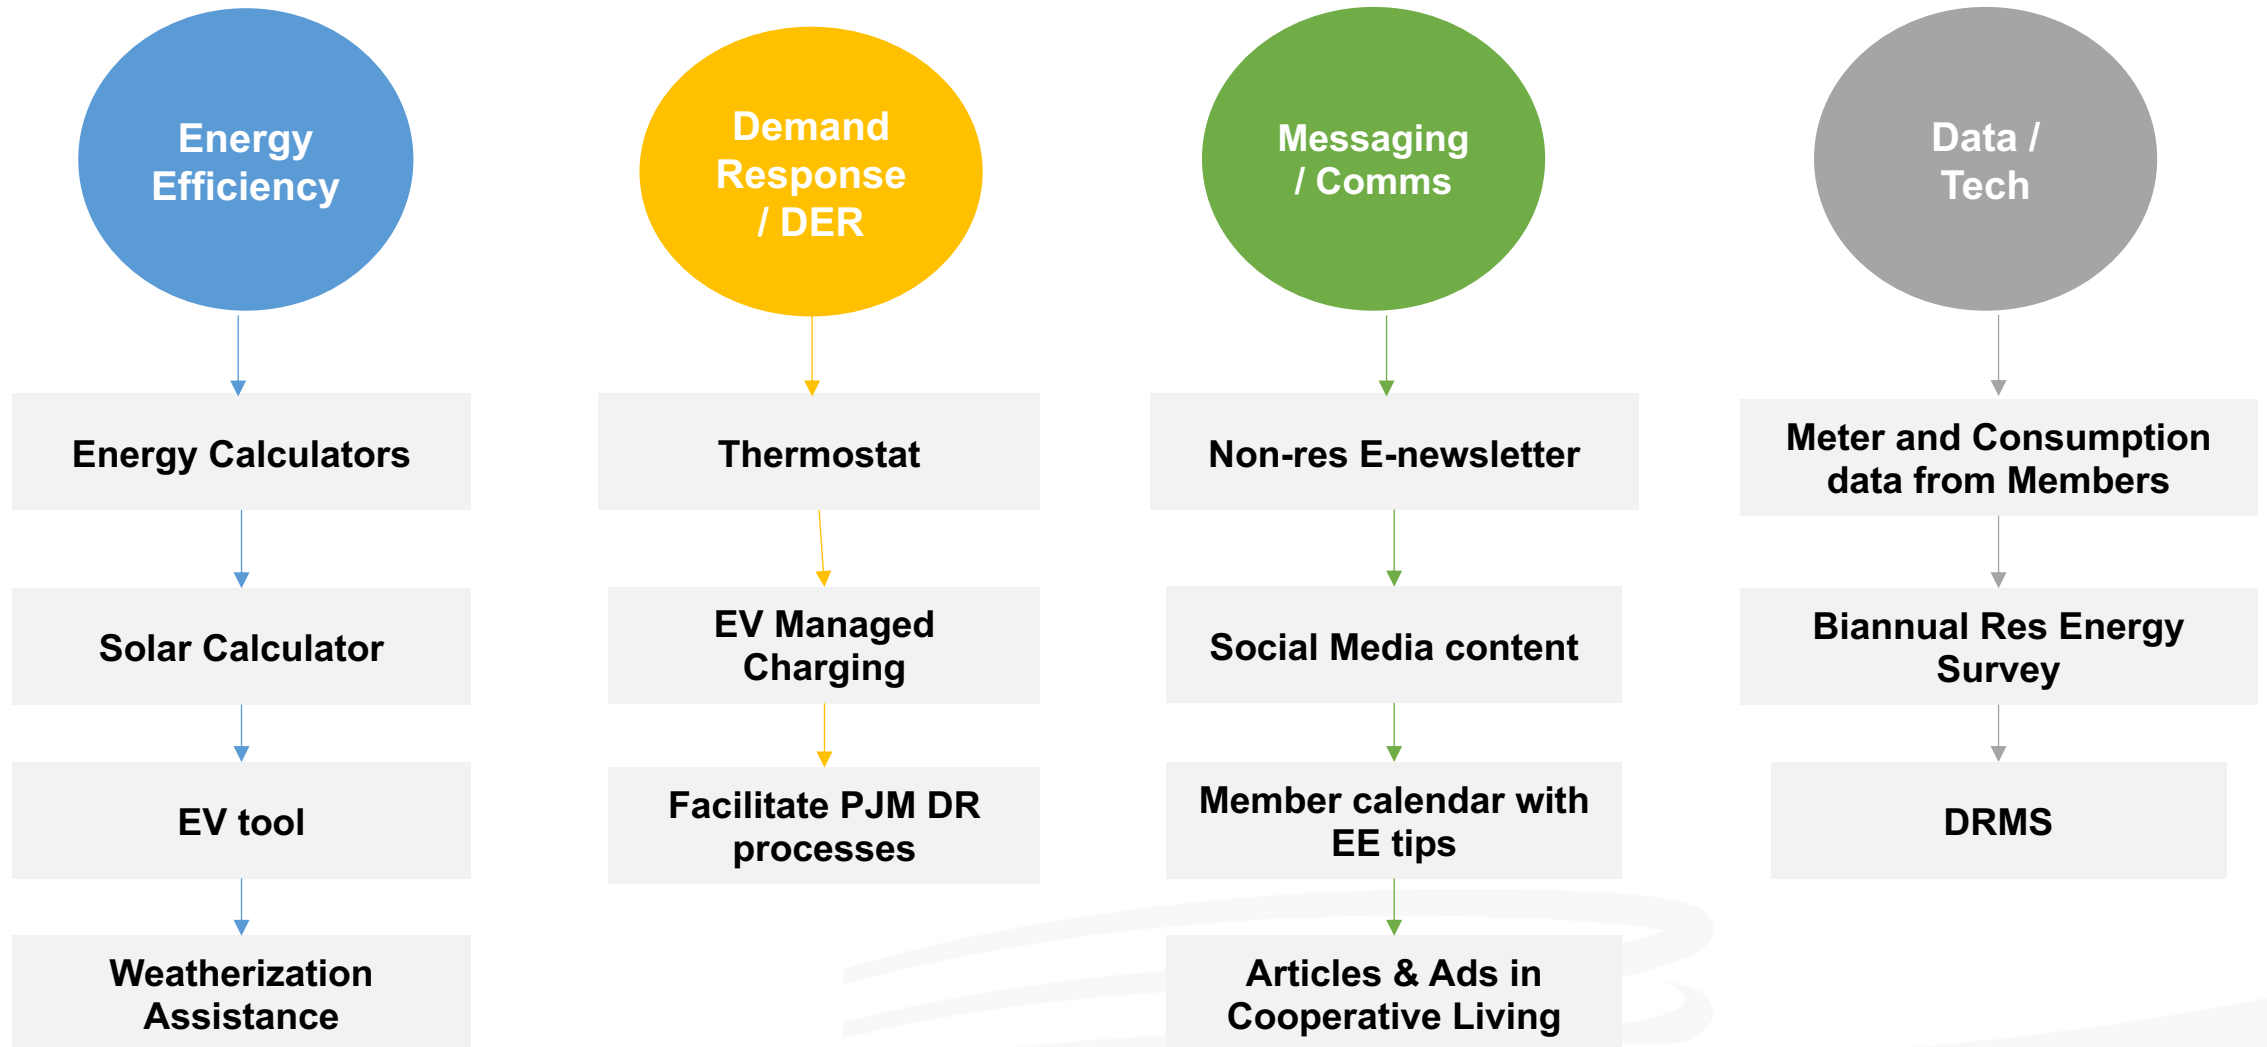 Energy
Efficiency
Energy Calculators
Solar Calculator
EV tool
Weatherization
Assistance
Demand
Response
/ DER
Thermostat
EV Managed
Charging
Facilitate PJM DR
processes
Messaging
/ Comms
Non-res E-newsletter
Social Media content
Member calendar with
EE tips
Articles & Ads in
Cooperative Living
Data /
Tech
Meter and Consumption
data from Members
Biannual Res Energy
Survey
DRMS